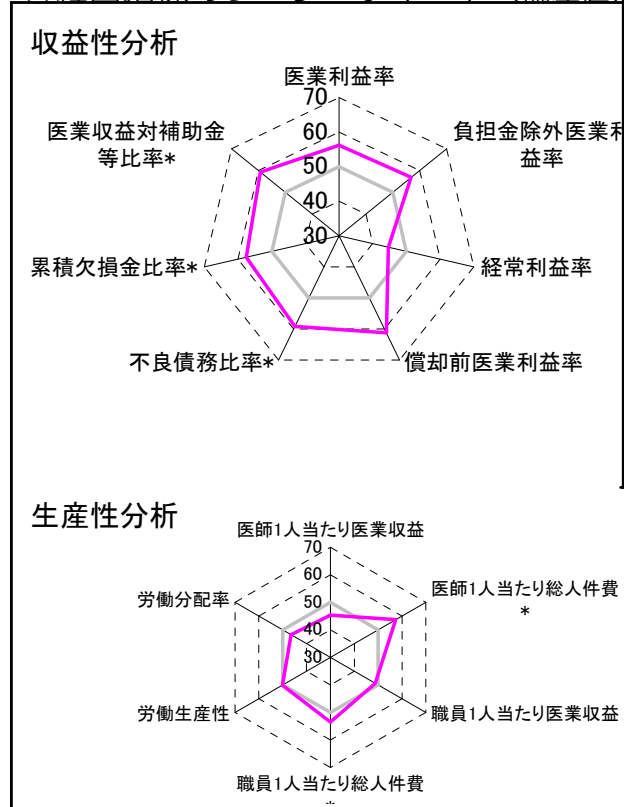 収益性分析
医業利益率
70
60
50
40
30
医業収益対補助金
等比率*
負担金除外医業利
益率
累積欠損金比率*
経常利益率
不良債務比率*
償却前医業利益率
生産性分析
医師1人当たり医業収益
70
60
50
40
30
労働分配率
医師1人当たり総人件費
*
労働生産性
職員1人当たり医業収益
職員1人当たり総人件費
*